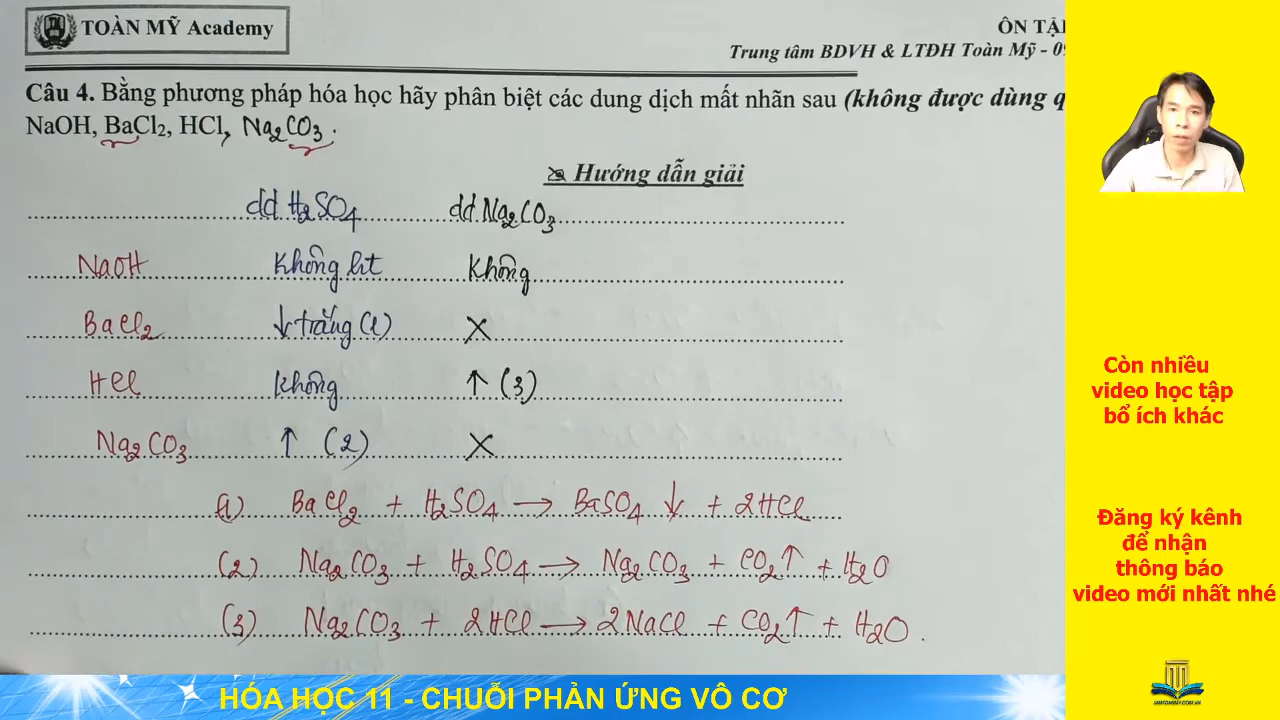 TOÀN MỸ Academy
ÔN TẬP
Trung tâm BDVH & LTĐH Toàn Mỹ - 09
Câu 4. Bằng phương pháp hóa học hãy phân biệt các dung dịch mất nhãn sau (không được dùng q
NaOH, BaCl₂, HCl, Na₂CO₃.
Hướng dẫn giải
dd H₂SO₄ dd Na₂CO₃
NaOH Không ht Không
BaCl₂ ↓ trắng (1) X
HCl Không ↑ (3)
Na₂CO₃ ↑ (2) X
(1) BaCl₂ + H₂SO₄ → BaSO₄ ↓ + 2HCl
(2) Na₂CO₃ + H₂SO₄ → Na₂CO₃ + CO₂↑ + H₂O
(3) Na₂CO₃ + 2HCl → 2NaCl + CO₂↑ + H₂O.
Còn nhiều
video học tập
bổ ích khác
Đăng ký kênh
để nhận
thông báo
video mới nhất nhé
HÓA HỌC 11 - CHUỖI PHẢN ỨNG VÔ CƠ